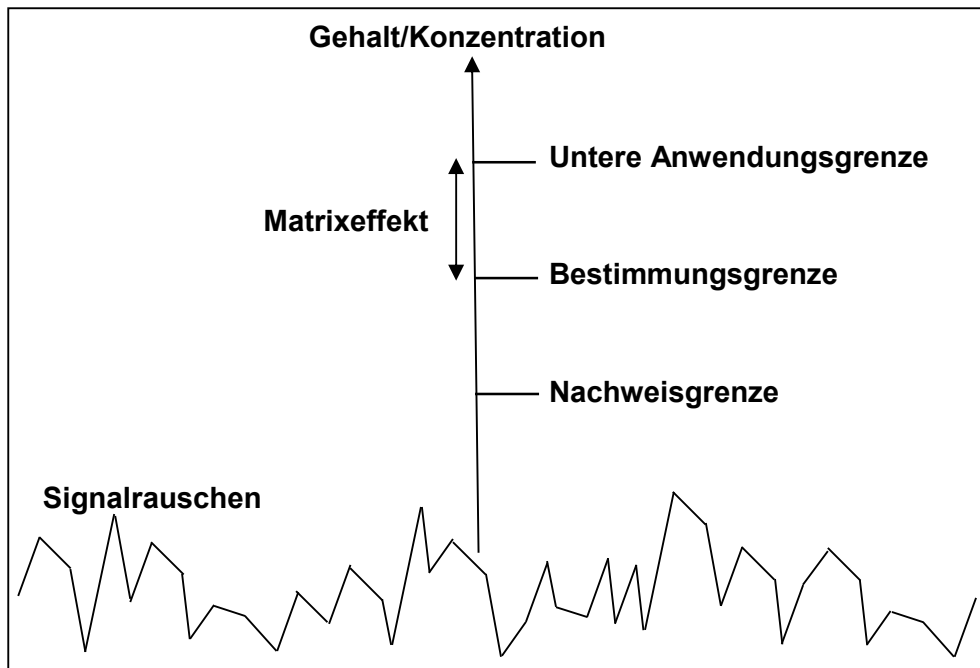 Gehalt/Konzentration
Untere Anwendungsgrenze
Matrixeffekt
Bestimmungsgrenze
Nachweisgrenze
Signalrauschen